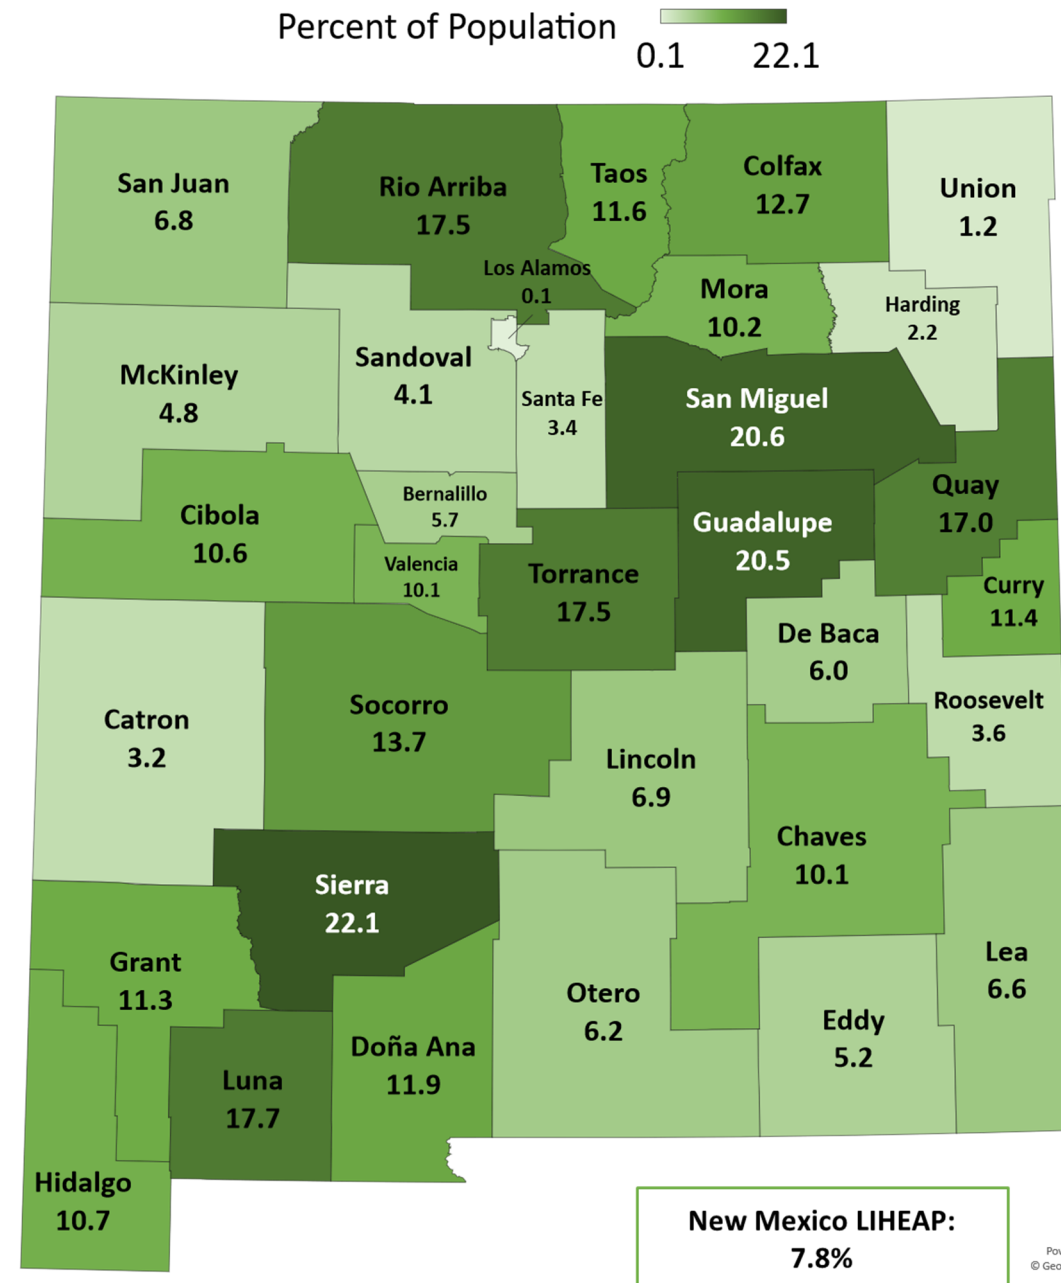 Percent of Population
0.1 22.1
San Juan
6.8
Rio Arriba
17.5
Taos
11.6
Colfax
12.7
Union
1.2
Los Alamos
0.1
Mora
10.2
Harding
2.2
McKinley
4.8
Sandoval
4.1
Santa Fe
3.4
San Miguel
20.6
Quay
17.0
Bernalillo
5.7
Cibola
10.6
Guadalupe
20.5
Valencia
10.1
Torrance
17.5
Curry
11.4
De Baca
6.0
Catron
3.2
Socorro
13.7
Roosevelt
3.6
Lincoln
6.9
Chaves
10.1
Sierra
22.1
Grant
11.3
Lea
6.6
Otero
6.2
Eddy
5.2
Doña Ana
11.9
Luna
17.7
Hidalgo
10.7
New Mexico LIHEAP:
7.8%